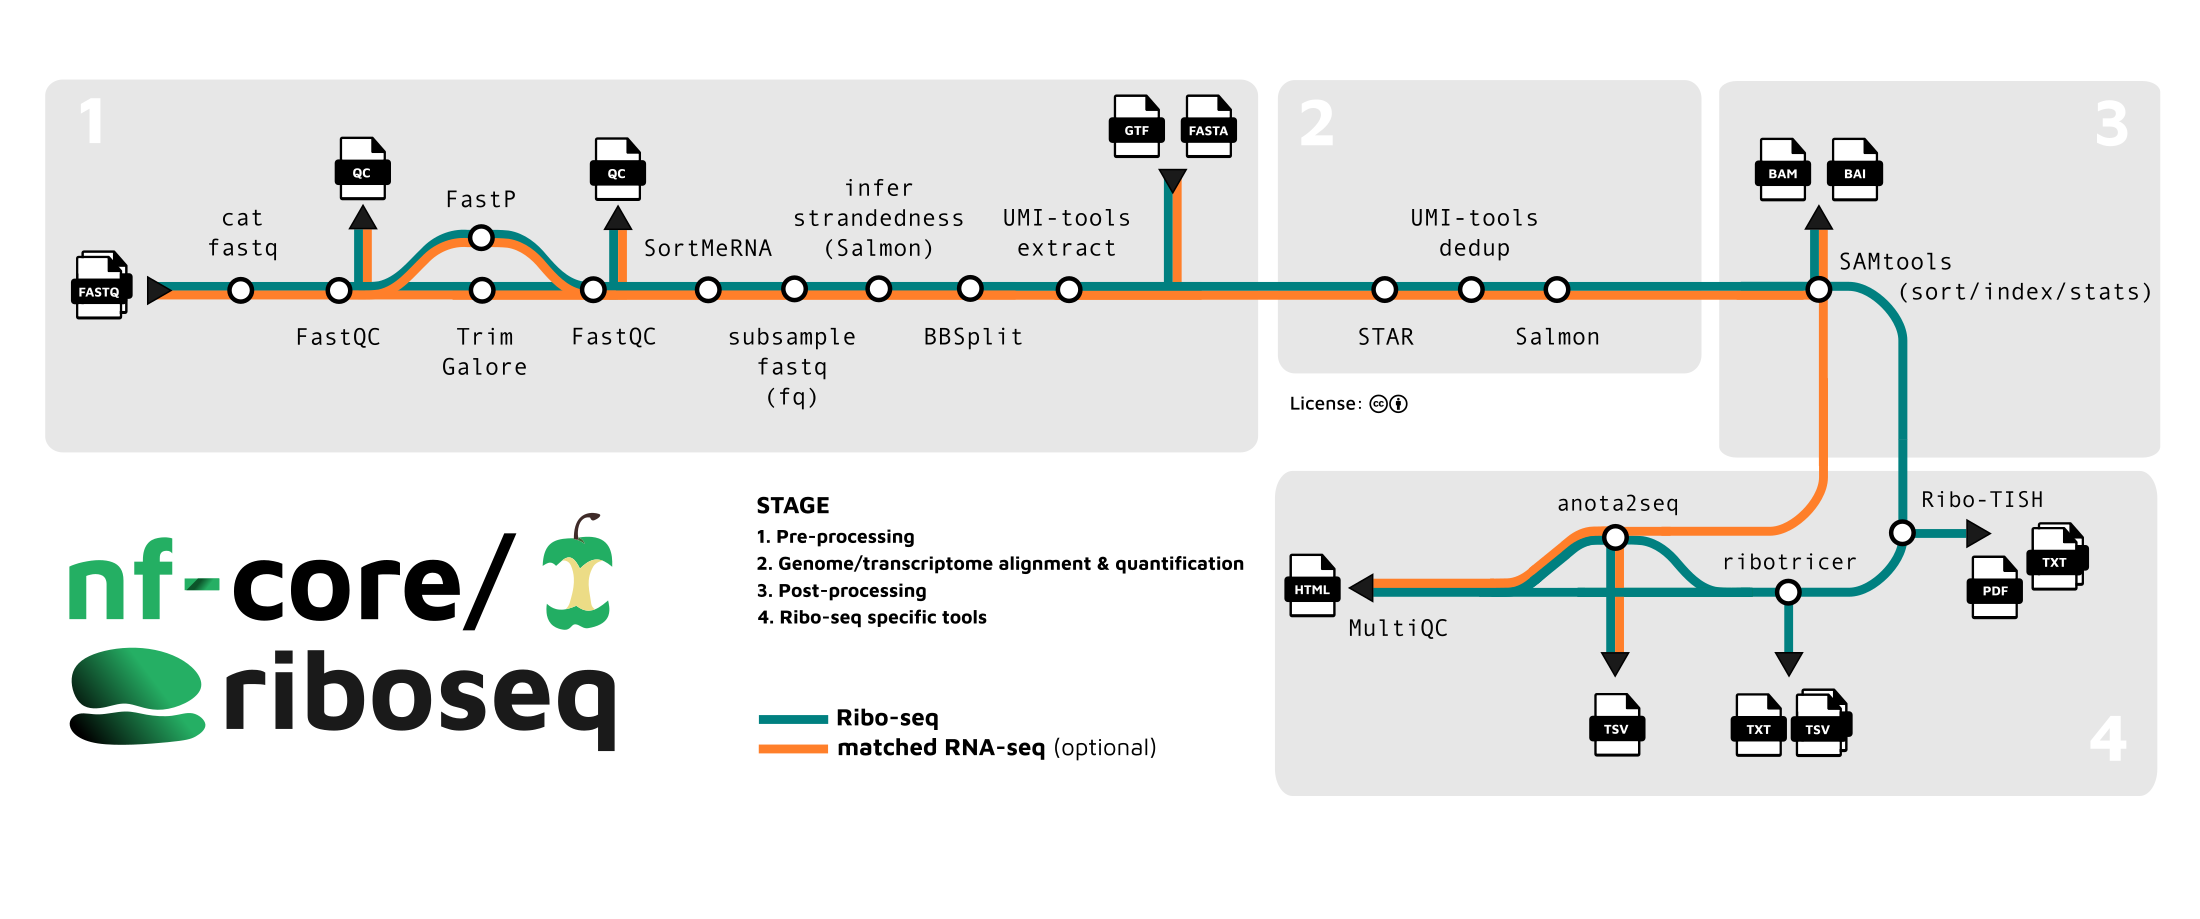 1
FASTQ
cat
fastq
QC
FastQC
FastP
Trim
Galore
QC
FastQC
SortMeRNA
subsample
fastq
(fq)
infer
strandedness
(Salmon)
BBSplit
UMI-tools
extract
GTF
FASTA
2
STAR
UMI-tools
dedup
Salmon
License: cc
3
BAM
BAI
SAMtools
(sort/index/stats)
4
Ribo-TISH
TXT
PDF
ribotricer
TXT
TSV
anota2seq
TSV
HTML
MultiQC
nf-core/
riboseq
STAGE
1. Pre-processing
2. Genome/transcriptome alignment & quantification
3. Post-processing
4. Ribo-seq specific tools
Ribo-seq
matched RNA-seq (optional)